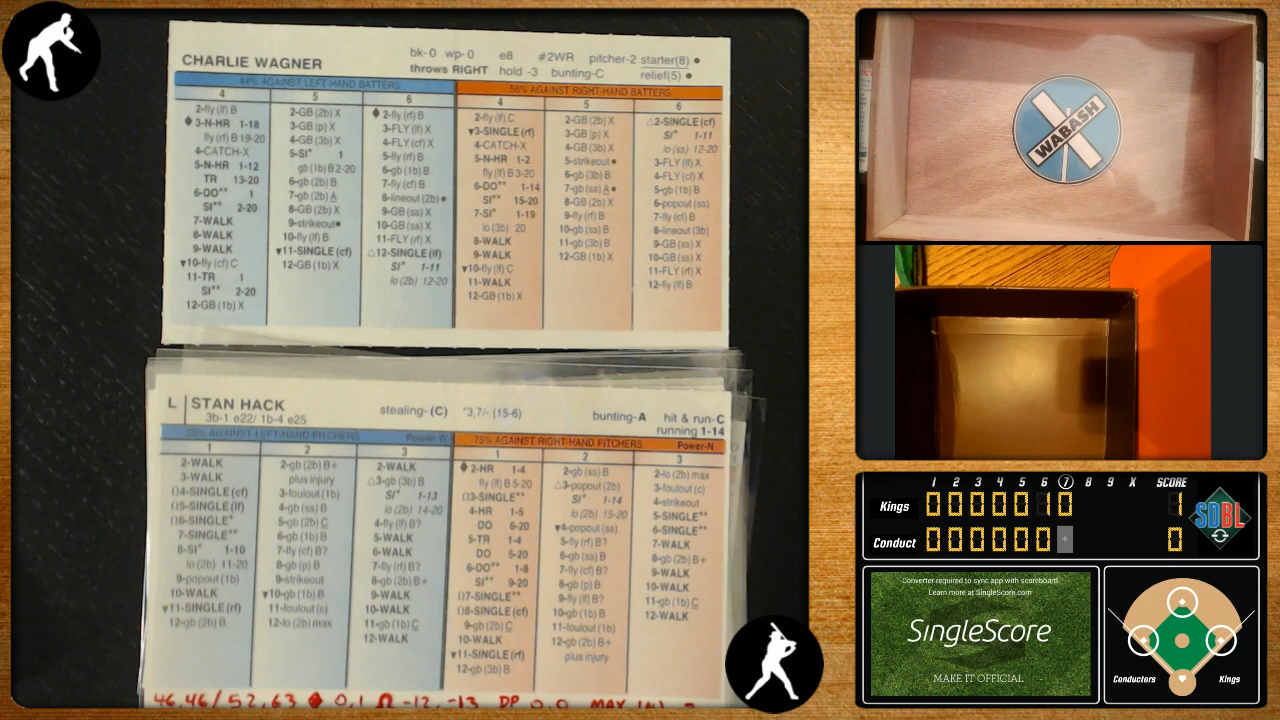 CHARLIE WAGNER
bk- 0 wp- 0 e8 #2WR pitcher-2 starter(8) •
throws RIGHT hold -3 bunting-C relief(5) •
44% AGAINST LEFT-HAND BATTERS
4 5 6
2-fly (lf) B
♦ 3-N-HR 1-18
fly (rf) B 19-20
4-CATCH-X
5-N-HR 1-12
TR 13-20
6-DO** 1
SI** 2-20
7-WALK
8-WALK
9-WALK
▼10-fly (cf) C
11-TR 1
SI** 2-20
12-GB (1b) X
2-GB (2b) X
3-GB (p) X
4-GB (3b) X
5-SI* 1
gb (1b) B 2-20
6-gb (2b) B
7-gb (2b) A
8-GB (2b) X
9-strikeout•
10-fly (lf) B
▼11-SINGLE (cf)
12-GB (1b) X
♦ 2-fly (rf) B
3-FLY (lf) X
4-FLY (cf) X
5-fly (rf) B
6-gb (1b) B
7-fly (cf) B
8-lineout (2b) •
9-GB (ss) X
10-GB (ss) X
11-FLY (rf) X
△12-SINGLE (lf)
SI* 1-11
lo (2b) 12-20
56% AGAINST RIGHT-HAND BATTERS
4 5 6
2-fly (lf) C
▼3-SINGLE (rf)
4-CATCH-X
5-N-HR 1-2
fly (lf) B 3-20
6-DO** 1-14
SI** 15-20
7-SI* 1-19
lo (3b) 20
8-WALK
9-WALK
▼10-fly (lf) C
11-WALK
12-GB (1b) X
2-GB (2b) X
3-GB (p) X
4-GB (3b) X
5-strikeout •
6-gb (3b) B
7-gb (ss) A •
8-GB (2b) X
9-fly (rf) B
10-gb (ss) B
11-gb (3b) B
12-GB (1b) X
△2-SINGLE (cf)
SI* 1-11
lo (ss) 12-20
3-FLY (lf) X
4-FLY (cf) X
5-gb (1b) B
6-popout (ss)
7-fly (cf) B
8-lineout (3b)
9-GB (ss) X
10-GB (ss) X
11-FLY (rf) X
12-fly (lf) B
L STAN HACK
3b-1 e22/ 1b-4 e25
stealing- (C) *3,7/- (15-6) bunting-A hit & run-C
running 1-14
25% AGAINST LEFT-HAND PITCHERS Power-W
1 2 3
2-WALK
3-WALK
()4-SINGLE (cf)
()5-SINGLE (lf)
()6-SINGLE*
7-SINGLE**
8-SI* 1-10
lo (2b) 11-20
9-popout (1b)
10-WALK
▼11-SINGLE (rf)
12-gb (2b) B
2-gb (2b) B+
plus injury
3-foulout (1b)
4-gb (ss) B
5-gb (2b) C
6-gb (1b) B
7-fly (cf) B?
8-gb (p) B
9-strikeout
▼10-gb (1b) B
11-foulout (c)
12-lo (2b) max
2-WALK
△3-gb (3b) B
SI* 1-13
lo (2b) 14-20
4-fly (lf) B?
5-WALK
6-WALK
7-fly (rf) B?
8-gb (2b) B+
9-WALK
10-WALK
11-gb (1b) C
12-WALK
75% AGAINST RIGHT-HAND PITCHERS Power-N
1 2 3
♦ 2-HR 1-4
fly (lf) B 5-20
()3-SINGLE**
4-HR 1-5
DO 6-20
5-TR 1-4
DO 5-20
6-DO** 1-8
SI** 9-20
()7-SINGLE**
()8-SINGLE (cf)
9-gb (2b) C
10-WALK
▼11-SINGLE (rf)
12-gb (3b) B
2-gb (ss) B
△3-popout (2b)
SI* 1-14
lo (2b) 15-20
▼4-popout (ss)
5-fly (rf) B?
6-gb (ss) B
7-fly (cf) B?
8-gb (p) B
9-fly (lf) B?
10-gb (1b) B
11-foulout (1b)
12-gb (2b) B+
plus injury
2-lo (2b) max
3-foulout (c)
4-strikeout
5-SINGLE**
6-SINGLE**
7-WALK
8-gb (2b) B+
9-WALK
10-WALK
11-gb (1b) C
12-WALK
46,46/52,63 ♦ 0,1 Ω -12, -13 DP 0,0 MAX
WABASH
1 2 3 4 5 6 7 8 9 X SCORE
Kings 0 0 0 0 0 1 0 1
Conduct 0 0 0 0 0 0 + 0
SDBL
Converter required to sync app with scoreboard
Learn more at SingleScore.com
SingleScore
MAKE IT OFFICIAL
Conductors Kings